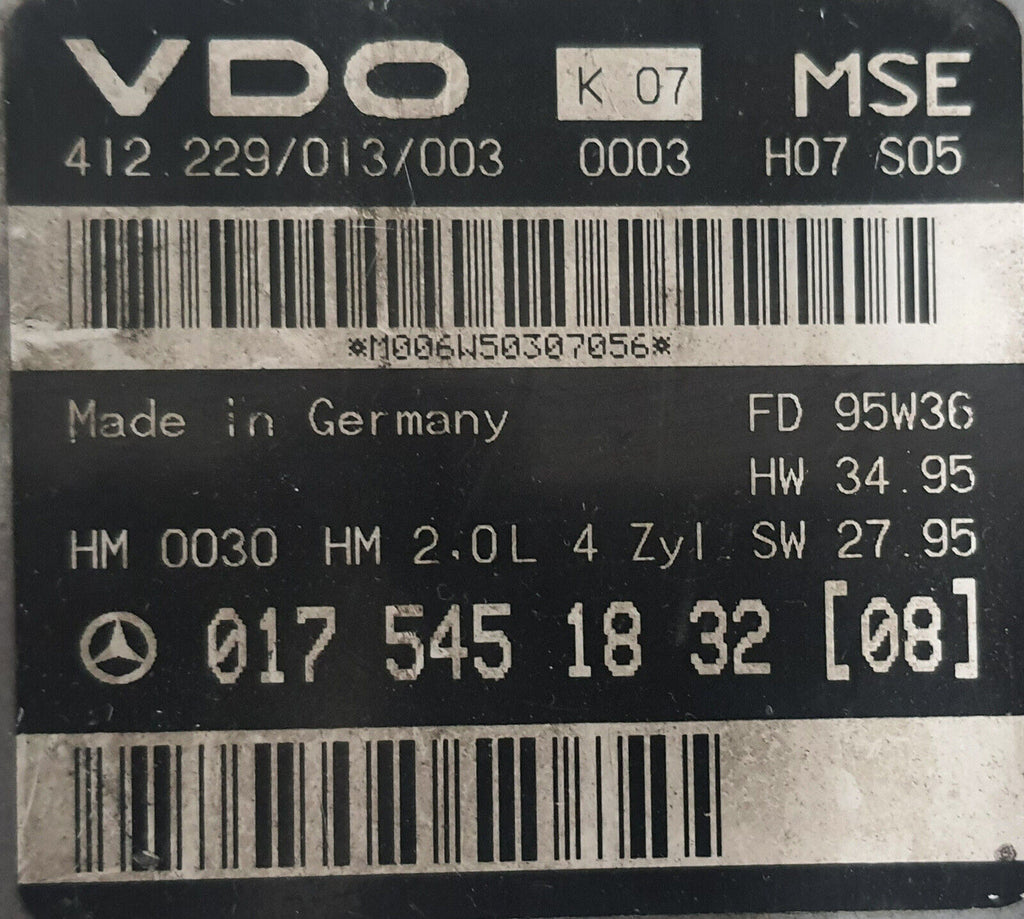 VDO K 07 MSE
412.229/013/003 0003 H07 S05
*M006W50307056*
Made in Germany FD 95W36
HW 34.95
HM 0030 HM 2.0L 4 Zyl SW 27.95
017 545 18 32 [08]